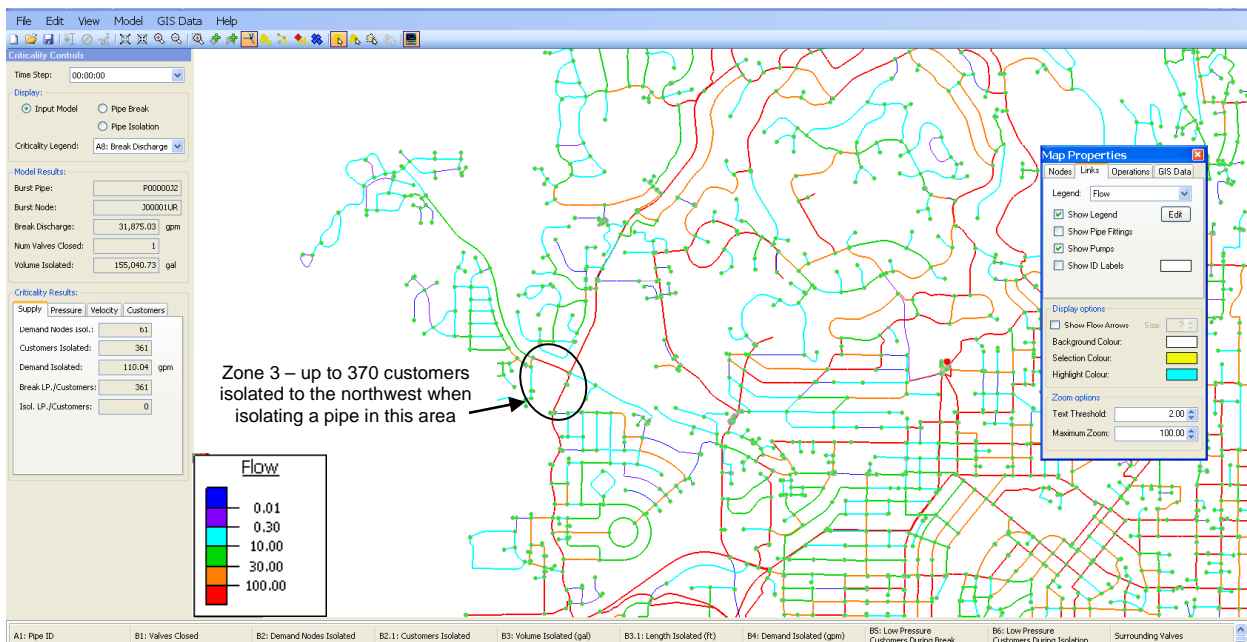 File Edit View Model GIS Data Help
Criticality Controls
Time Step: 00:00:00
Display:
Input Model Pipe Break
Pipe Isolation
Criticality Legend: A8: Break Discharge
Model Results:
Burst Pipe: P00000J2
Burst Node: J00001UR
Break Discharge: 31,875.03 gpm
Num Valves Closed: 1
Volume Isolated: 155,040.73 gal
Criticality Results:
Supply Pressure Velocity Customers
Demand Nodes Isol.: 61
Customers Isolated: 361
Demand Isolated: 110.04 gpm
Break LP./Customers: 361
Isol. LP./Customers: 0
Zone 3 – up to 370 customers
isolated to the northwest when
isolating a pipe in this area
Flow
0.01
0.30
10.00
30.00
100.00
Map Properties
Nodes Links Operations GIS Data
Legend: Flow
Show Legend Edit
Show Pipe Fittings
Show Pumps
Show ID Labels
Display options
Show Flow Arrows Size: 2
Background Colour:
Selection Colour:
Highlight Colour:
Zoom options
Text Threshold: 2.00
Maximum Zoom: 100.00
A1: Pipe ID B1: Valves Closed B2: Demand Nodes Isolated B2.1: Customers Isolated B3: Volume Isolated (gal) B3.1: Length Isolated (ft) B4: Demand Isolated (gpm) B5: Low Pressure Customers During Break B6: Low Pressure Customers During Isolation Surrounding Valves